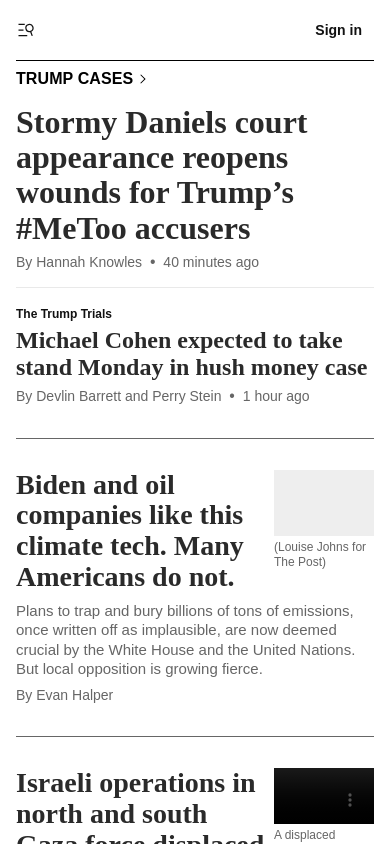 Sign in
TRUMP CASES
Stormy Daniels court
appearance reopens
wounds for Trump’s
#MeToo accusers
By Hannah Knowles • 40 minutes ago
The Trump Trials
Michael Cohen expected to take
stand Monday in hush money case
By Devlin Barrett and Perry Stein • 1 hour ago
Biden and oil
companies like this
climate tech. Many
Americans do not.
(Louise Johns for
The Post)
Plans to trap and bury billions of tons of emissions,
once written off as implausible, are now deemed
crucial by the White House and the United Nations.
But local opposition is growing fierce.
By Evan Halper
Israeli operations in
north and south
Gaza force displaced
A displaced